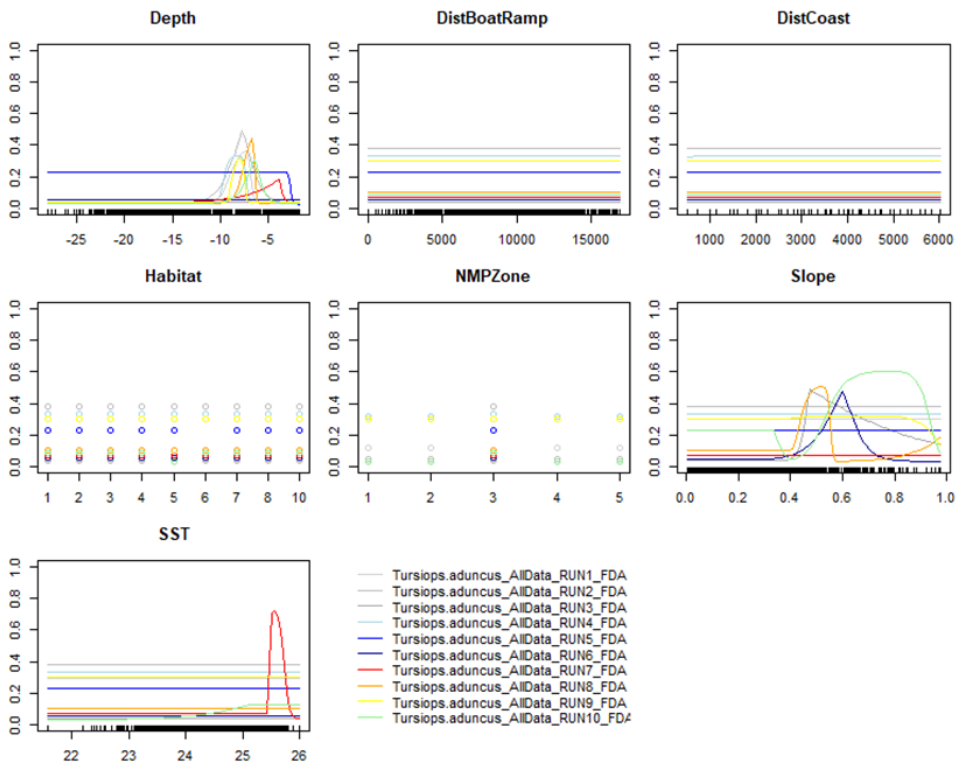 Depth
DistBoatRamp
DistCoast
0.0 0.2 0.4 0.6 0.8 1.0
0.0 0.2 0.4 0.6 0.8 1.0
0.0 0.2 0.4 0.6 0.8 1.0
-25 -20 -15 -10 -5
0 5000 10000 15000
1000 2000 3000 4000 5000 6000
Habitat
NMPZone
Slope
0.0 0.2 0.4 0.6 0.8 1.0
0.0 0.2 0.4 0.6 0.8 1.0
0.0 0.2 0.4 0.6 0.8 1.0
1 2 3 4 5 6 7 8 9 10
1 2 3 4 5
0.0 0.2 0.4 0.6 0.8 1.0
SST
0.0 0.2 0.4 0.6 0.8 1.0
22 23 24 25 26
Tursiops.aduncus_AllData_RUN1_FDA
Tursiops.aduncus_AllData_RUN2_FDA
Tursiops.aduncus_AllData_RUN3_FDA
Tursiops.aduncus_AllData_RUN4_FDA
Tursiops.aduncus_AllData_RUN5_FDA
Tursiops.aduncus_AllData_RUN6_FDA
Tursiops.aduncus_AllData_RUN7_FDA
Tursiops.aduncus_AllData_RUN8_FDA
Tursiops.aduncus_AllData_RUN9_FDA
Tursiops.aduncus_AllData_RUN10_FDA